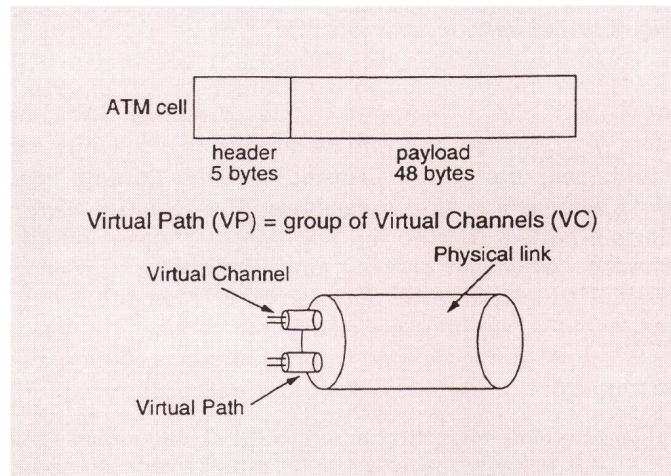 ATM cell
header
5 bytes
payload
48 bytes
Virtual Path (VP) = group of Virtual Channels (VC)
Physical link
Virtual Channel
Virtual Path